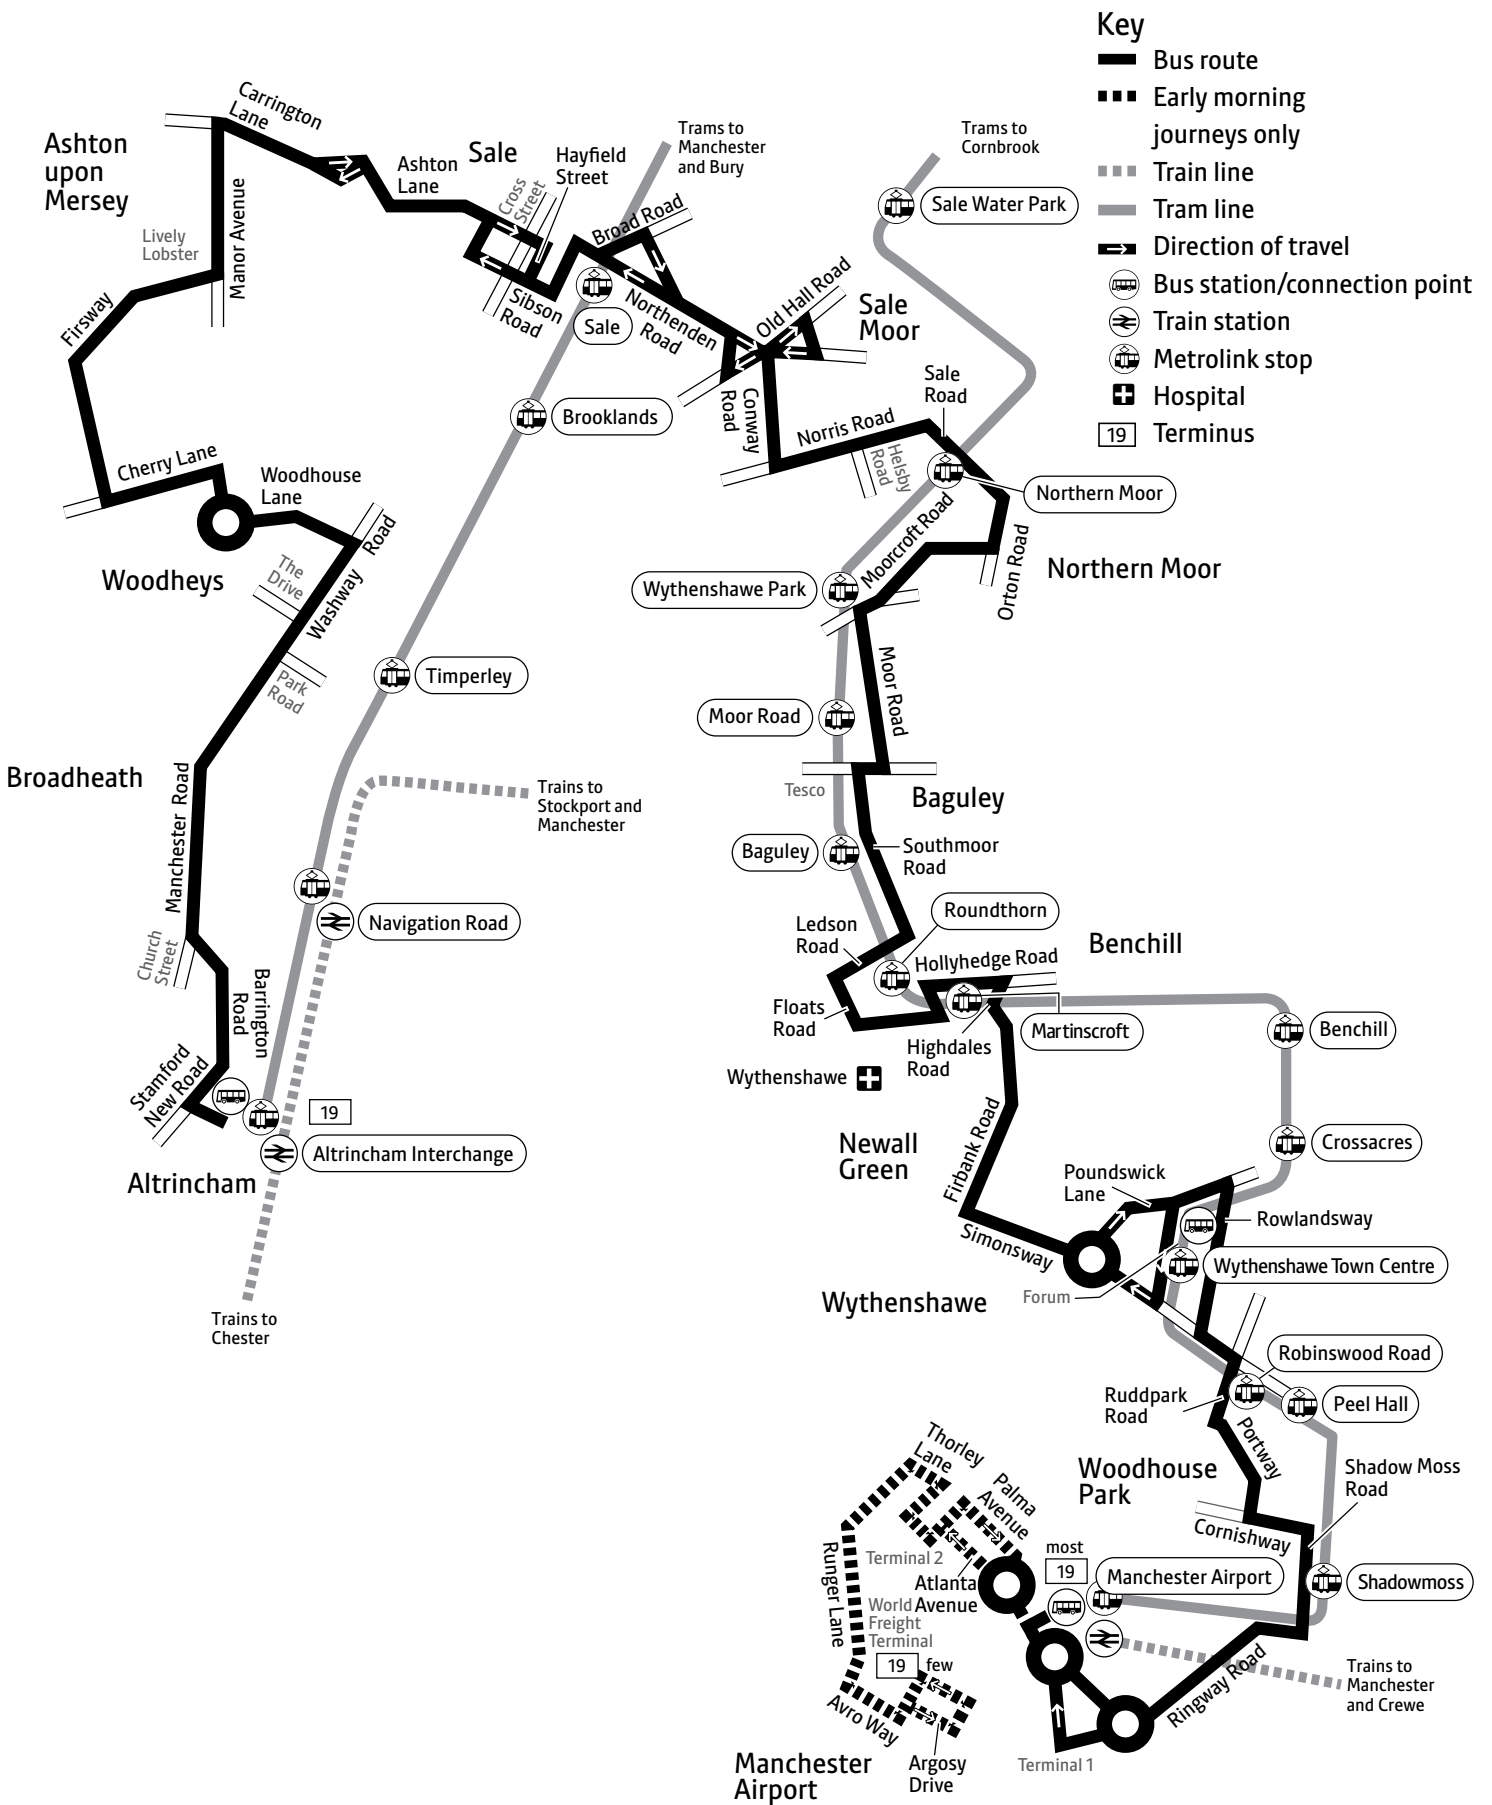 Key
Bus route
Early morning
journeys only
Train line
Tram line
Direction of travel
Bus station/connection point
Train station
Metrolink stop
Hospital
19
Terminus
Carrington
Lane
Ashton
upon
Mersey
Manor Avenue
Lively
Lobster
Firsway
Cherry Lane
Woodhouse
Lane
Woodheys
The
Drive
Washway
Road
Park
Road
Broadheath
Manchester Road
Church
Street
Barrington
Road
Stamford
New Road
19
Altrincham Interchange
Altrincham
Trains to
Chester
Ashton
Lane
Sale
Cross
Street
Hayfield
Street
Sibson
Road
Trams to
Manchester
and Bury
Broad Road
Sale
Northenden
Road
Brooklands
Timperley
Trains to
Stockport and
Manchester
Navigation Road
Trams to
Cornbrook
Sale Water Park
Old Hall Road
Sale
Moor
Conway
Road
Norris Road
Helsby
Road
Sale
Road
Northern Moor
Moorcroft Road
Orton Road
Northern Moor
Wythenshawe Park
Moor Road
Moor Road
Tesco
Baguley
Baguley
Southmoor
Road
Roundthorn
Ledson
Road
Hollyhedge Road
Benchill
Floats
Road
Martinscroft
Highdales
Road
Benchill
Wythenshawe
Newall
Green
Firbank Road
Crossacres
Poundswick
Lane
Simonsway
Rowlandsway
Wythenshawe Town Centre
Forum
Wythenshawe
Robinswood Road
Ruddpark
Road
Peel Hall
Portway
Woodhouse
Park
Shadow Moss
Road
Cornishway
Thorley
Lane
Palma
Avenue
most
19
Terminal 2
Atlanta
Avenue
Manchester Airport
Shadowmoss
Runger Lane
World
Freight
Terminal
19
few
Avro Way
Argosy
Drive
Ringway Road
Trains to
Manchester
and Crewe
Manchester
Airport
Terminal 1